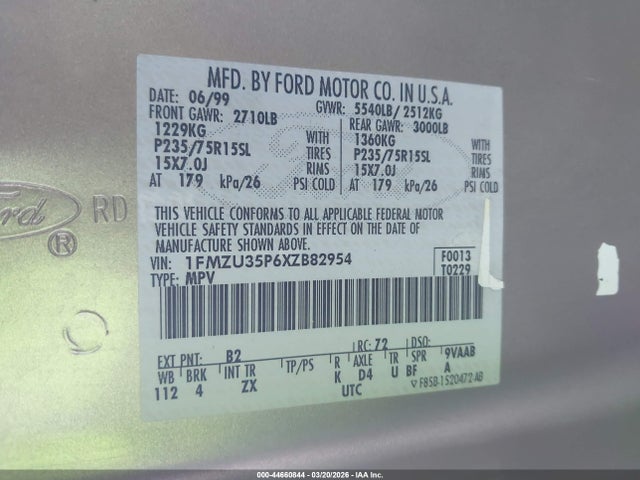 MFD. BY FORD MOTOR CO. IN U.S.A.
DATE: 06/99 GVWR: 5540LB/2512KG
FRONT GAWR: 2710LB REAR GAWR: 3000LB
1229KG WITH 1360KG WITH
P235/75R15SL TIRES P235/75R15SL TIRES
15X7.0J RIMS 15X7.0J RIMS
AT 179 kPa/26 PSI COLD AT 179 kPa/26 PSI COLD
THIS VEHICLE CONFORMS TO ALL APPLICABLE FEDERAL MOTOR
VEHICLE SAFETY STANDARDS IN EFFECT ON THE DATE OF
MANUFACTURE SHOWN ABOVE.
VIN: 1FMZU35P6XZB82954 F0013
TYPE: MPV T0229
EXT PNT: B2 RC: 72 DSO:
WB BRK INT TR TP/PS R AXLE TR SPR 9VAAB
112 4 ZX K D4 U BF A
UTC F85B-1520472-AB
Ford ® RD
000-44660844 | 03/20/2026 - IAA Inc.